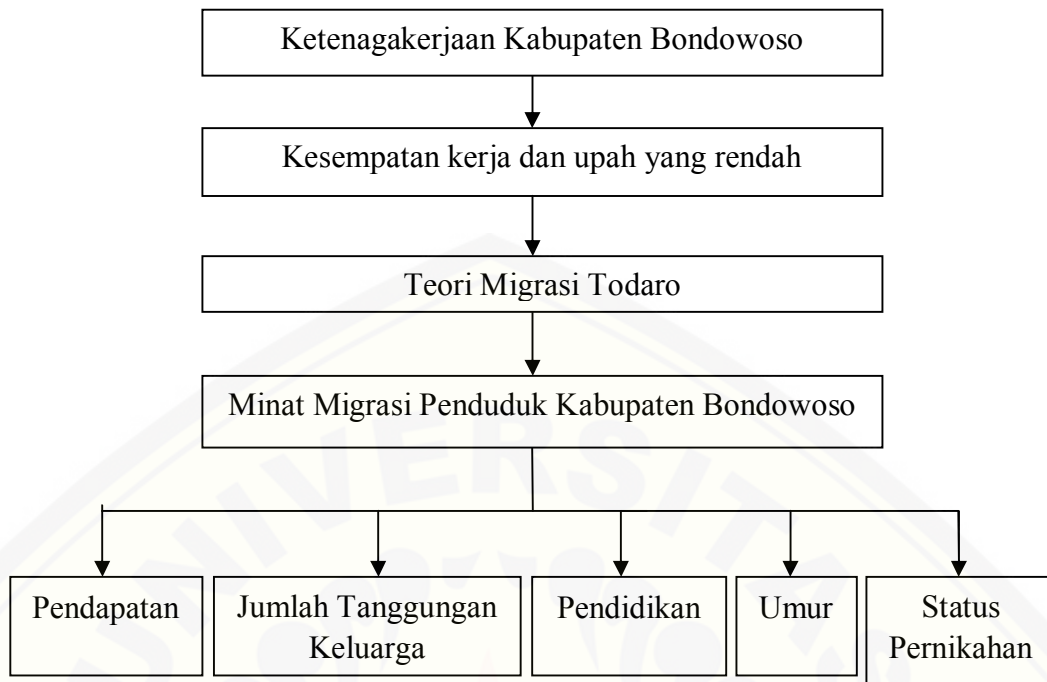 Ketenagakerjaan Kabupaten Bondowoso
Kesempatan kerja dan upah yang rendah
Teori Migrasi Todaro
Minat Migrasi Penduduk Kabupaten Bondowoso
Pendapatan
Jumlah Tanggungan
Keluarga
Pendidikan
Umur
Status
Pernikahan
UNIVERSITAS